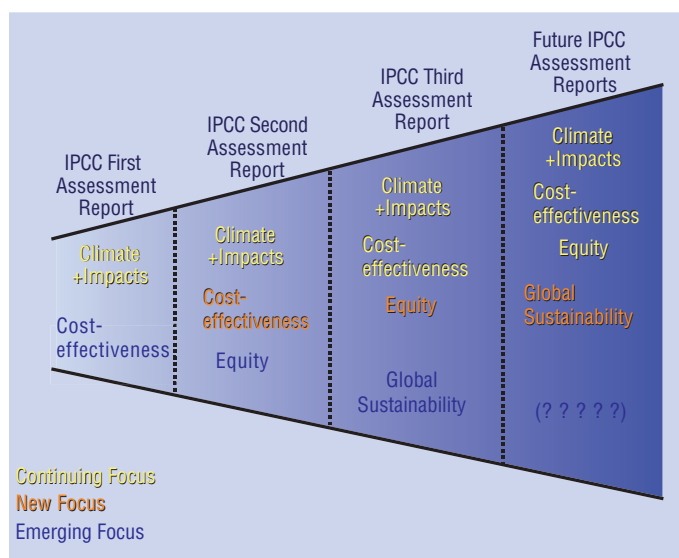 IPCC First
Assessment
Report
IPCC Second
Assessment
Report
IPCC Third
Assessment
Report
Future IPCC
Assessment
Reports
Climate
+Impacts
Cost-
effectiveness
Climate
+Impacts
Cost-
effectiveness
Equity
Climate
+Impacts
Cost-
effectiveness
Equity
Global
Sustainability
Climate
+Impacts
Cost-
effectiveness
Equity
Global
Sustainability
(? ? ? ? ?)
Continuing Focus
New Focus
Emerging Focus